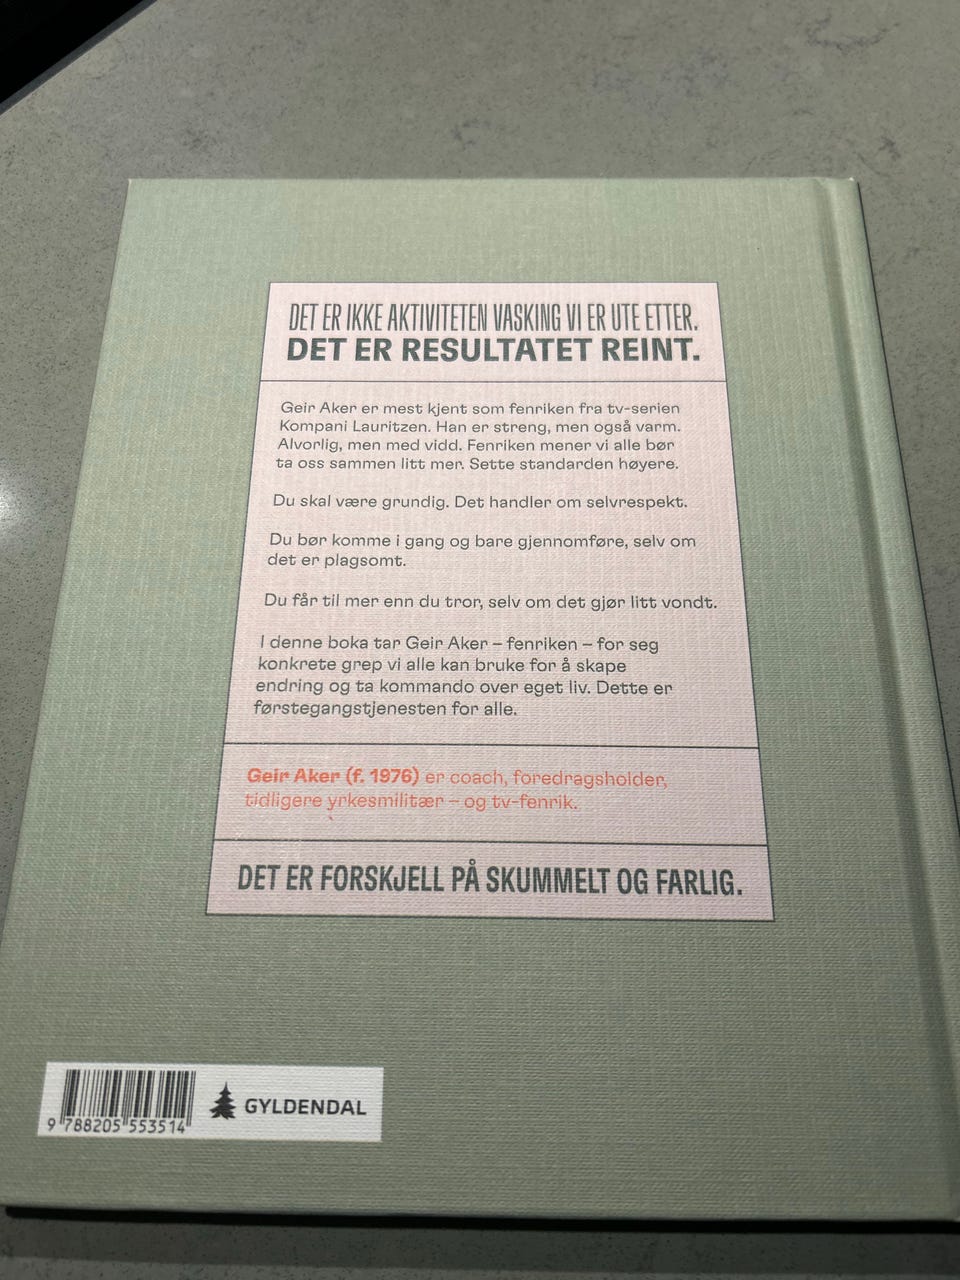 DET ER IKKE AKTIVITETEN VASKING VI ER UTE ETTER.
DET ER RESULTATET REINT.
Geir Aker er mest kjent som fenriken fra tv-serien
Kompani Lauritzen. Han er streng, men også varm.
Alvorlig, men med vidd. Fenriken mener vi alle bør
ta oss sammen litt mer. Sette standarden høyere.
Du skal være grundig. Det handler om selvrespekt.
Du bør komme i gang og bare gjennomføre, selv om
det er plagsomt.
Du får til mer enn du tror, selv om det gjør litt vondt.
I denne boka tar Geir Aker – fenriken – for seg
konkrete grep vi alle kan bruke for å skape
endring og ta kommando over eget liv. Dette er
førstegangstjenesten for alle.
Geir Aker (f. 1976) er coach, foredragsholder,
tidligere yrkesmilitær – og tv-fenrik.
DET ER FORSKJELL PÅ SKUMMELT OG FARLIG.
9 788205 553514
GYLDENDAL